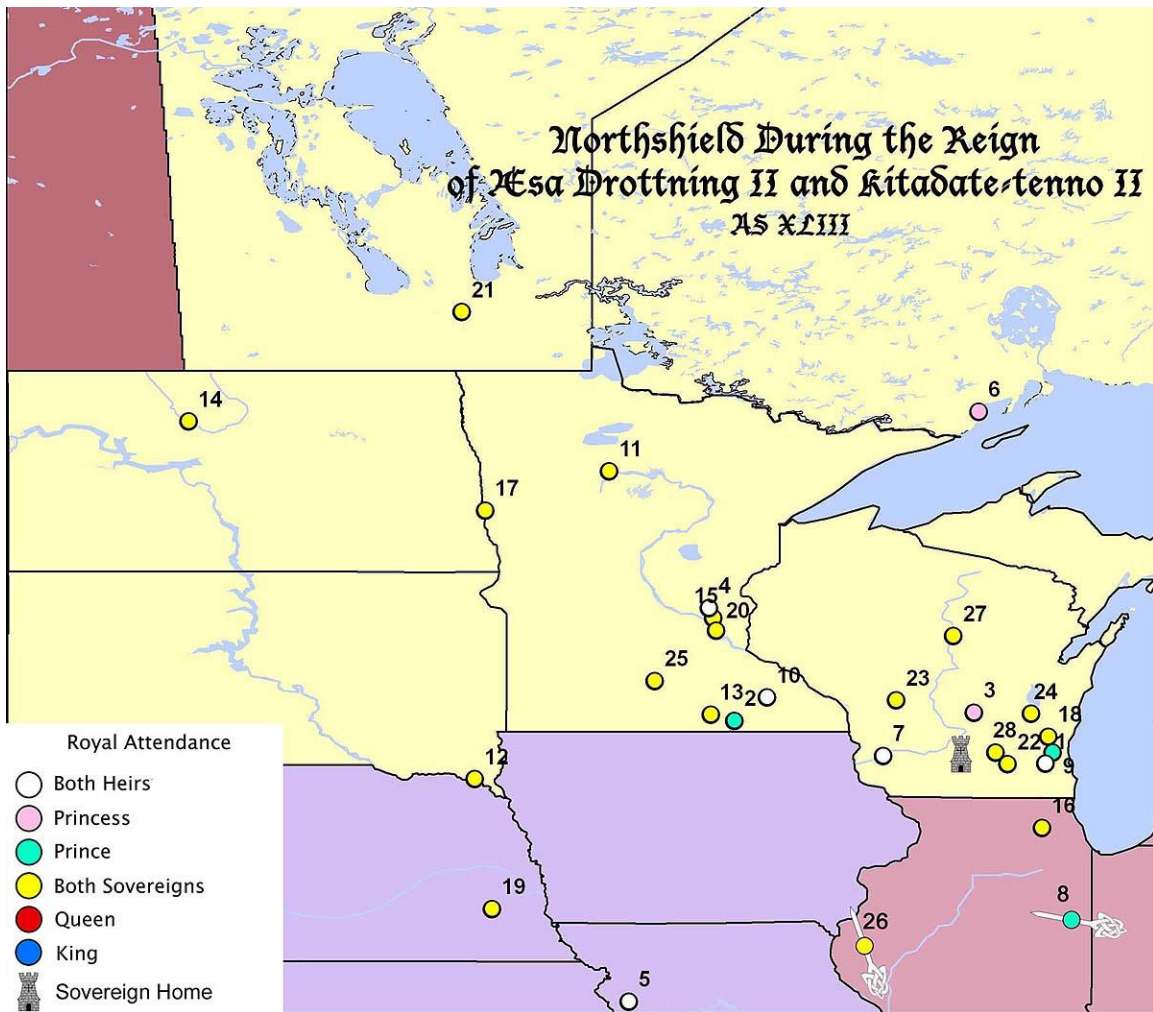 Northshield During the Reign
of Æsa Drottning II and Kitadate-tenno II
AS XLIII
21
14
6
11
17
15
4
20
27
25
10
23
13
2
3
24
18
7
28
22
1
12
9
16
19
8
26
5
Royal Attendance
Both Heirs
Princess
Prince
Both Sovereigns
Queen
King
Sovereign Home